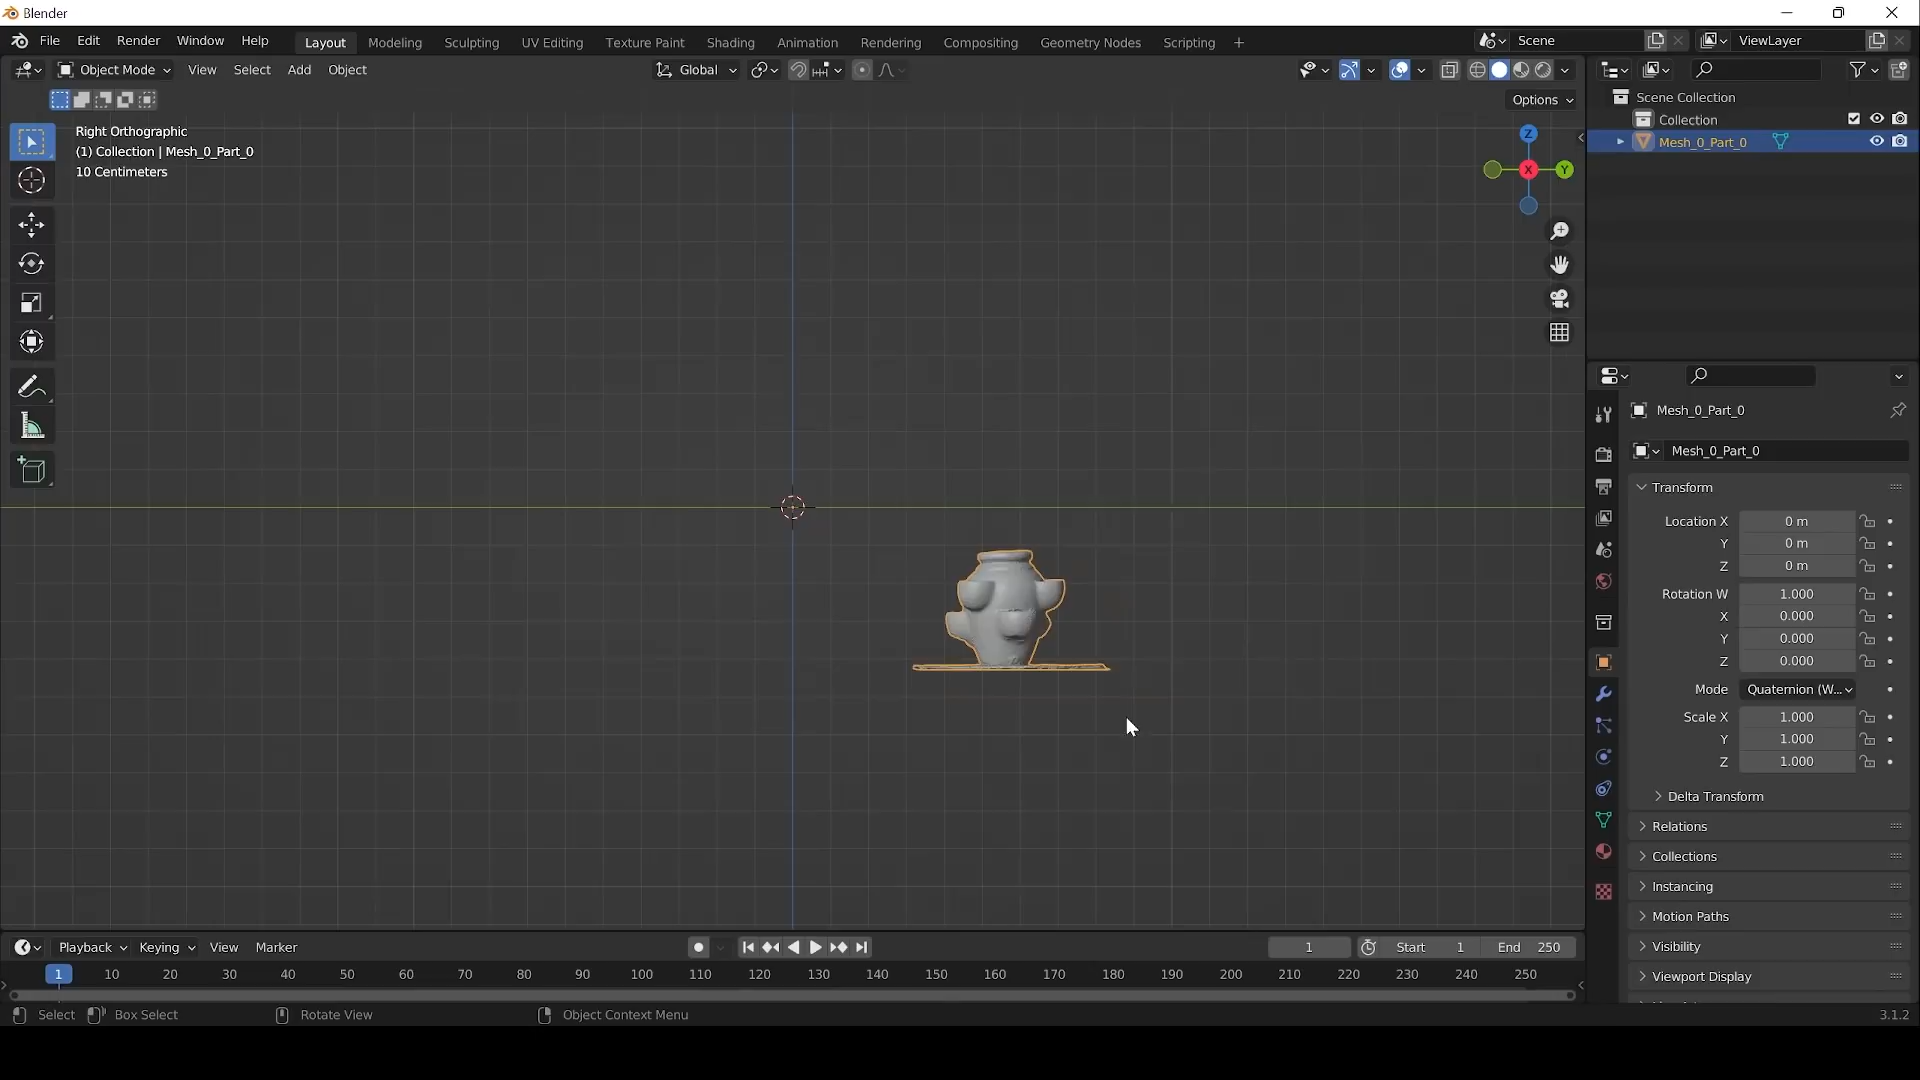 Blender
File Edit Render Window Help Layout Modeling Sculpting UV Editing Texture Paint Shading Animation Rendering Compositing Geometry Nodes Scripting + Scene ViewLayer
Object Mode View Select Add Object Global
Options
Right Orthographic
(1) Collection | Mesh_0_Part_0
10 Centimeters
Z
X
Y
Scene Collection
Collection
Mesh_0_Part_0
Mesh_0_Part_0
Mesh_0_Part_0
Transform
Location X 0 m
Y 0 m
Z 0 m
Rotation W 1.000
X 0.000
Y 0.000
Z 0.000
Mode Quaternion (W...
Scale X 1.000
Y 1.000
Z 1.000
Delta Transform
Relations
Collections
Instancing
Motion Paths
Visibility
Viewport Display
Playback Keying View Marker 1 Start 1 End 250
1 10 20 30 40 50 60 70 80 90 100 110 120 130 140 150 160 170 180 190 200 210 220 230 240 250
Select Box Select Rotate View Object Context Menu 3.1.2